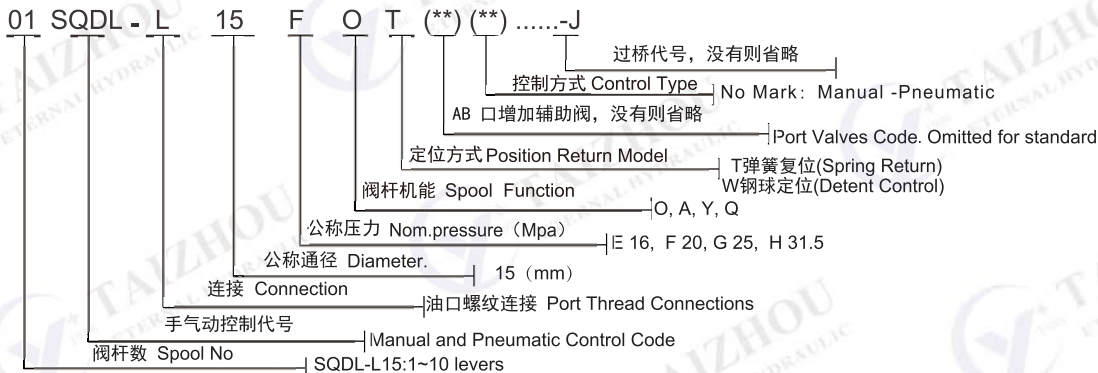 01 SQDL - L 15 F O T (**) (**) ......-J
过桥代号，没有则省略
控制方式 Control Type No Mark: Manual -Pneumatic
AB 口增加辅助阀，没有则省略 Port Valves Code. Omitted for standard
定位方式 Position Return Model T弹簧复位(Spring Return)
W钢球定位(Detent Control)
阀杆机能 Spool Function O, A, Y, Q
公称压力 Nom.pressure（Mpa） E 16, F 20, G 25, H 31.5
公称通径 Diameter. 15（mm）
连接 Connection 油口螺纹连接 Port Thread Connections
手气动控制代号 Manual and Pneumatic Control Code
阀杆数 Spool No SQDL-L15:1~10 levers
TAIZHOU
ETERNAL HYDRAULIC